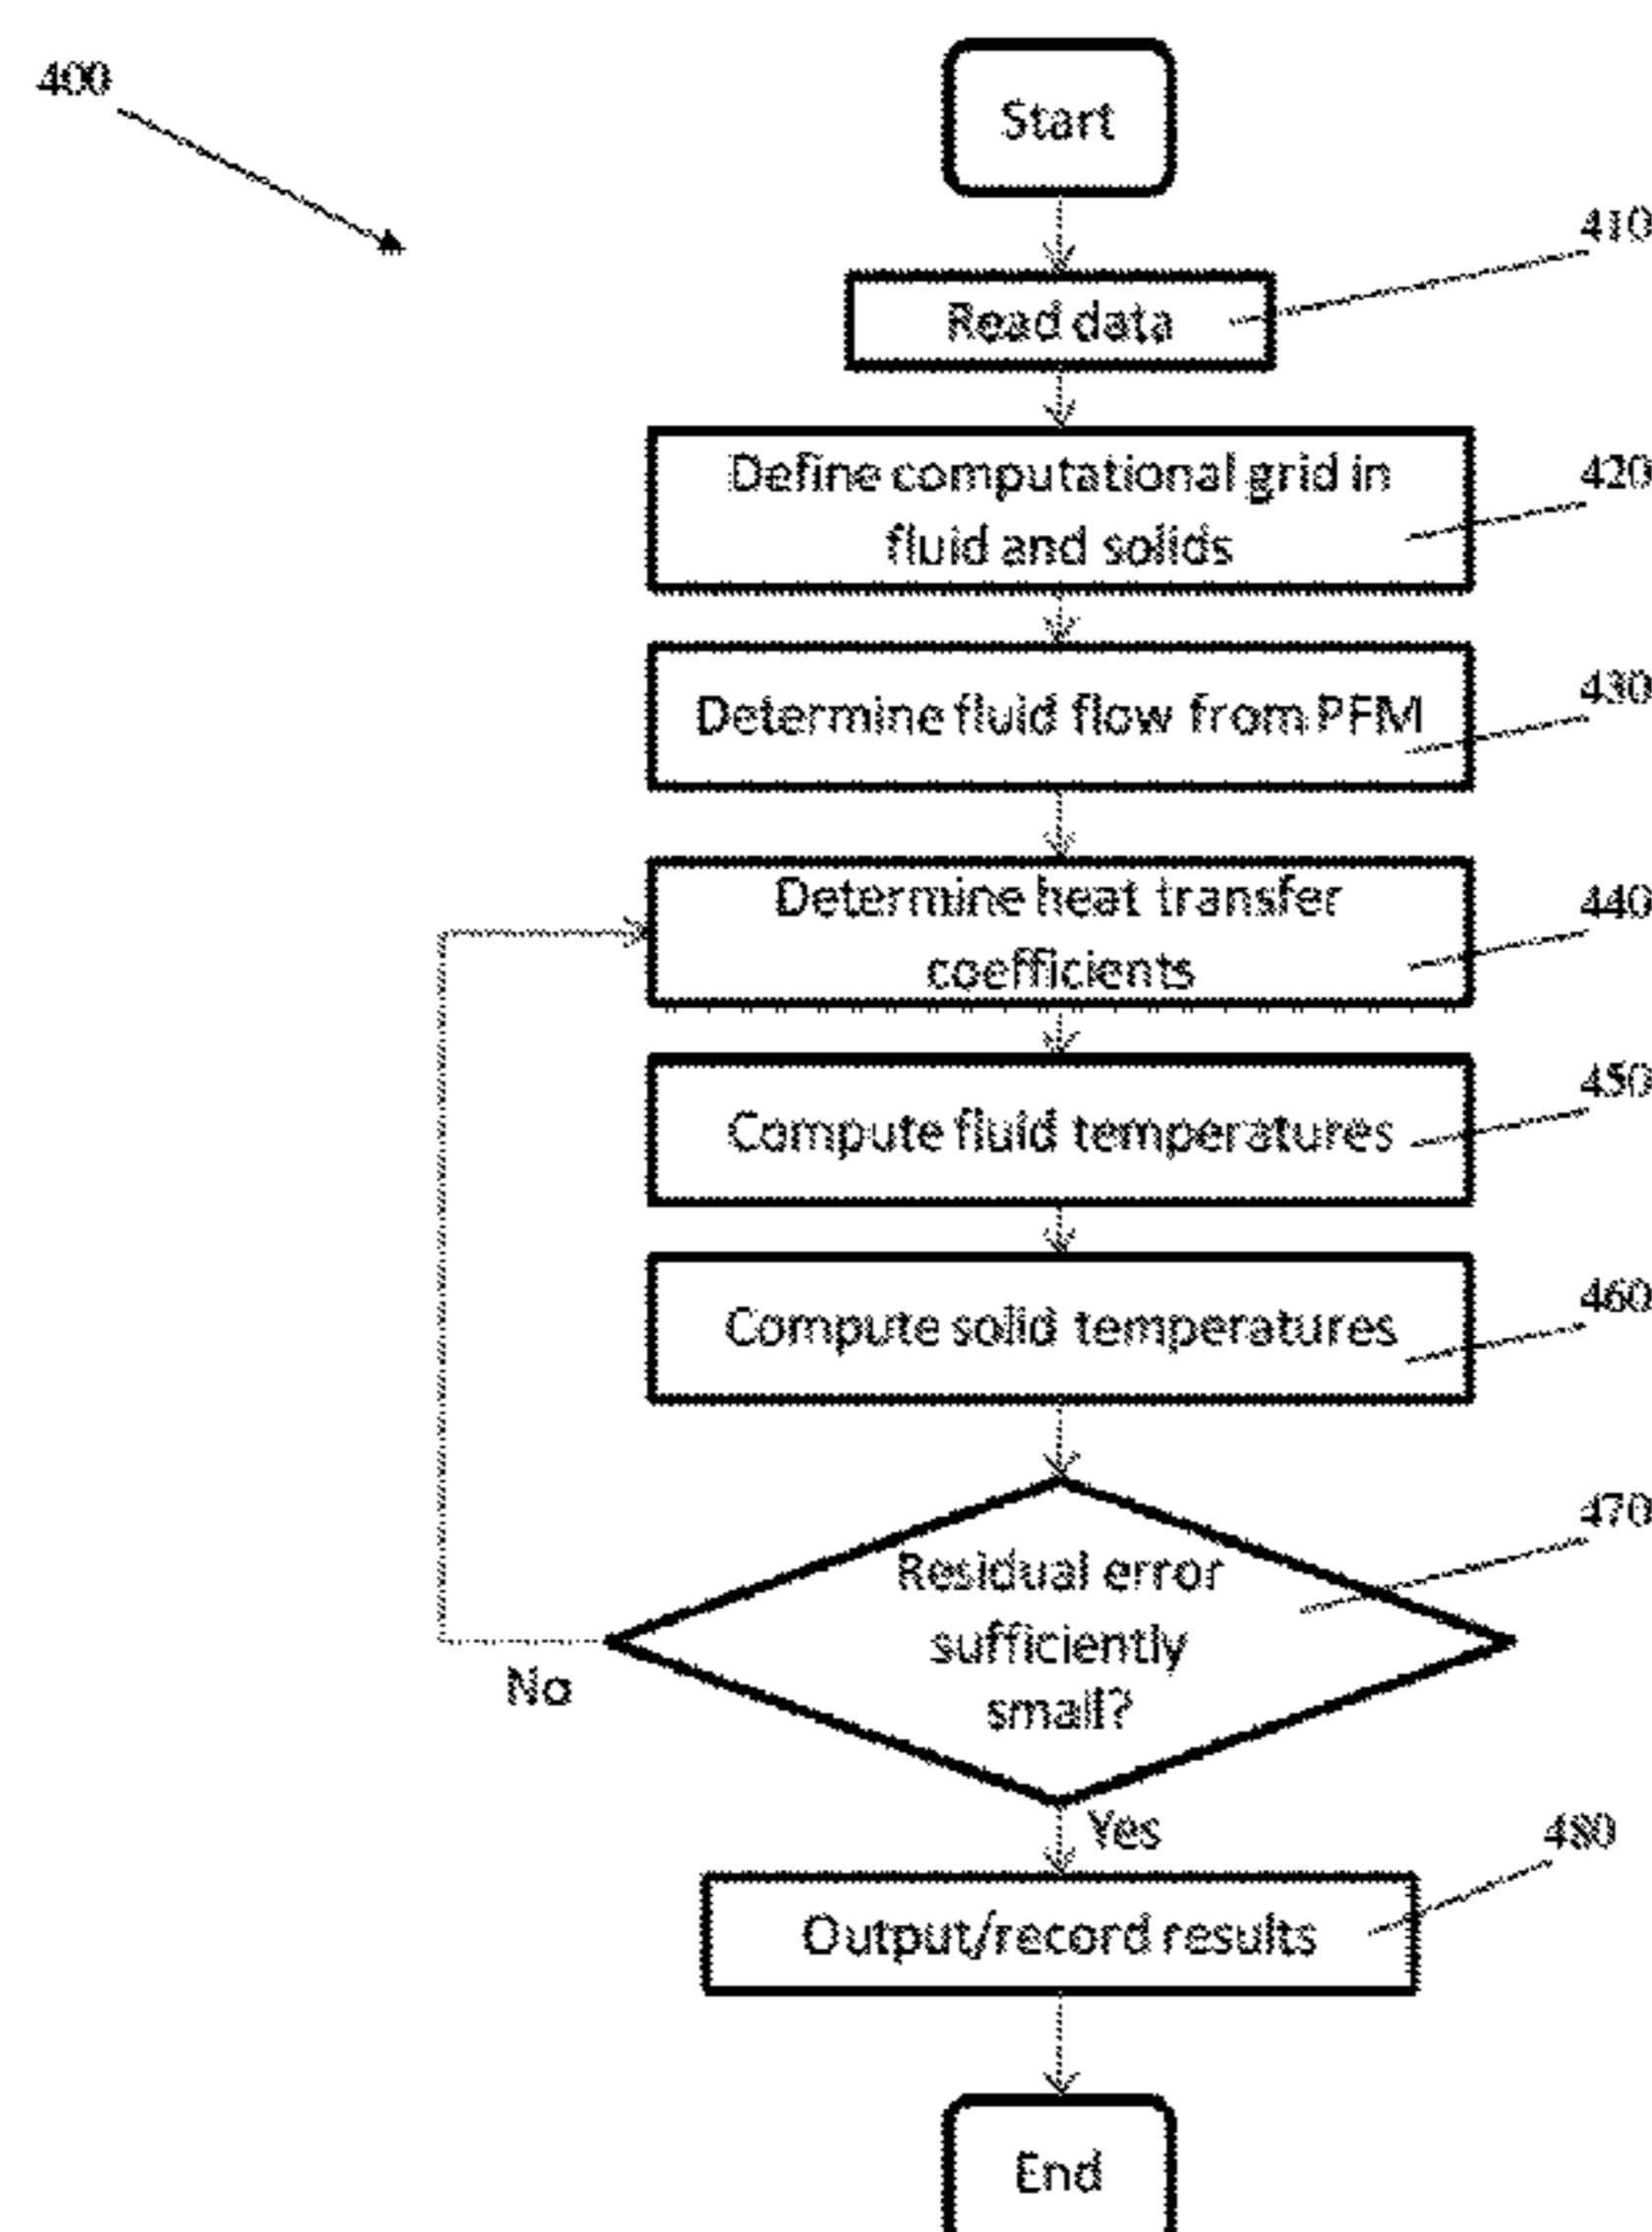 400
Start
410
Read data
420
Define computational grid in
fluid and solids
430
Determine fluid flow from PFM
440
Determine heat transfer
coefficients
450
Compute fluid temperatures
460
Compute solid temperatures
470
Residual error
sufficiently
small?
No
Yes
480
Output/record results
End